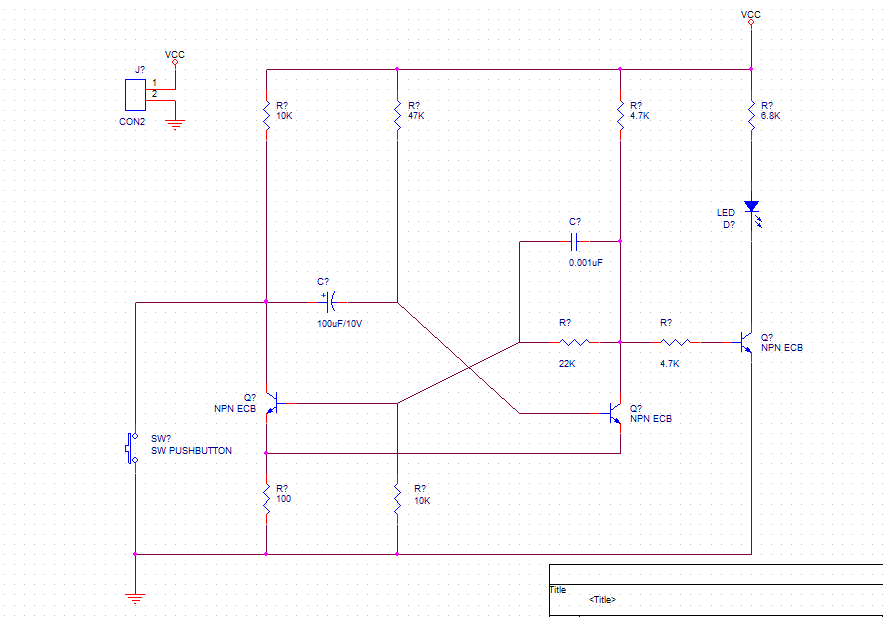 VCC
VCC
J?
1
2
CON2
R?
10K
R?
47K
R?
4.7K
R?
6.8K
LED
D?
C?
0.001uF
C?
+
100uF/10V
R?
22K
R?
4.7K
Q?
NPN ECB
Q?
NPN ECB
Q?
NPN ECB
SW?
SW PUSHBUTTON
R?
100
R?
10K
Title
<Title>